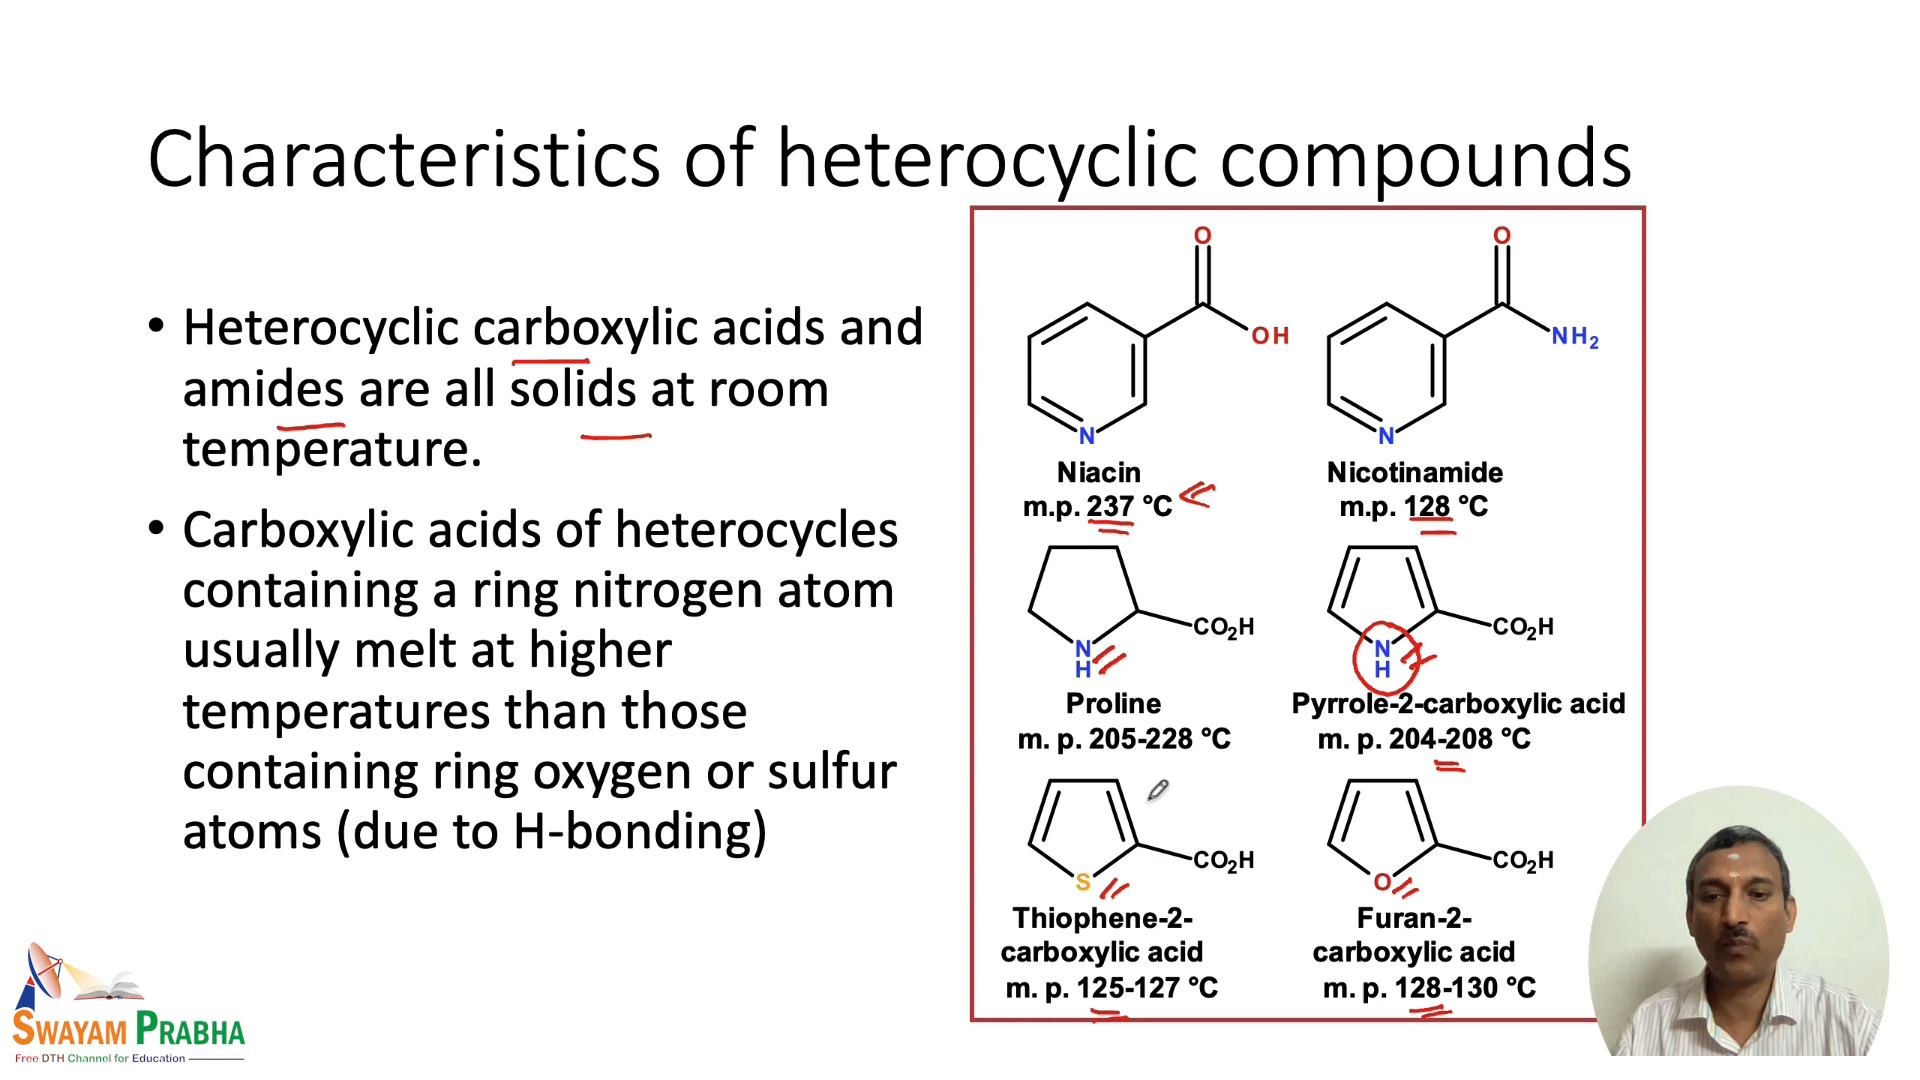 Characteristics of heterocyclic compounds
• Heterocyclic carboxylic acids and
amides are all solids at room
temperature.
• Carboxylic acids of heterocycles
containing a ring nitrogen atom
usually melt at higher
temperatures than those
containing ring oxygen or sulfur
atoms (due to H-bonding)
O
OH
N
Niacin
m.p. 237 °C
O
NH₂
N
Nicotinamide
m.p. 128 °C
CO₂H
N
H
Proline
m. p. 205-228 °C
CO₂H
N
H
Pyrrole-2-carboxylic acid
m. p. 204-208 °C
CO₂H
S
Thiophene-2-
carboxylic acid
m. p. 125-127 °C
CO₂H
O
Furan-2-
carboxylic acid
m. p. 128-130 °C
SWAYAM PRABHA
Free DTH Channel for Education